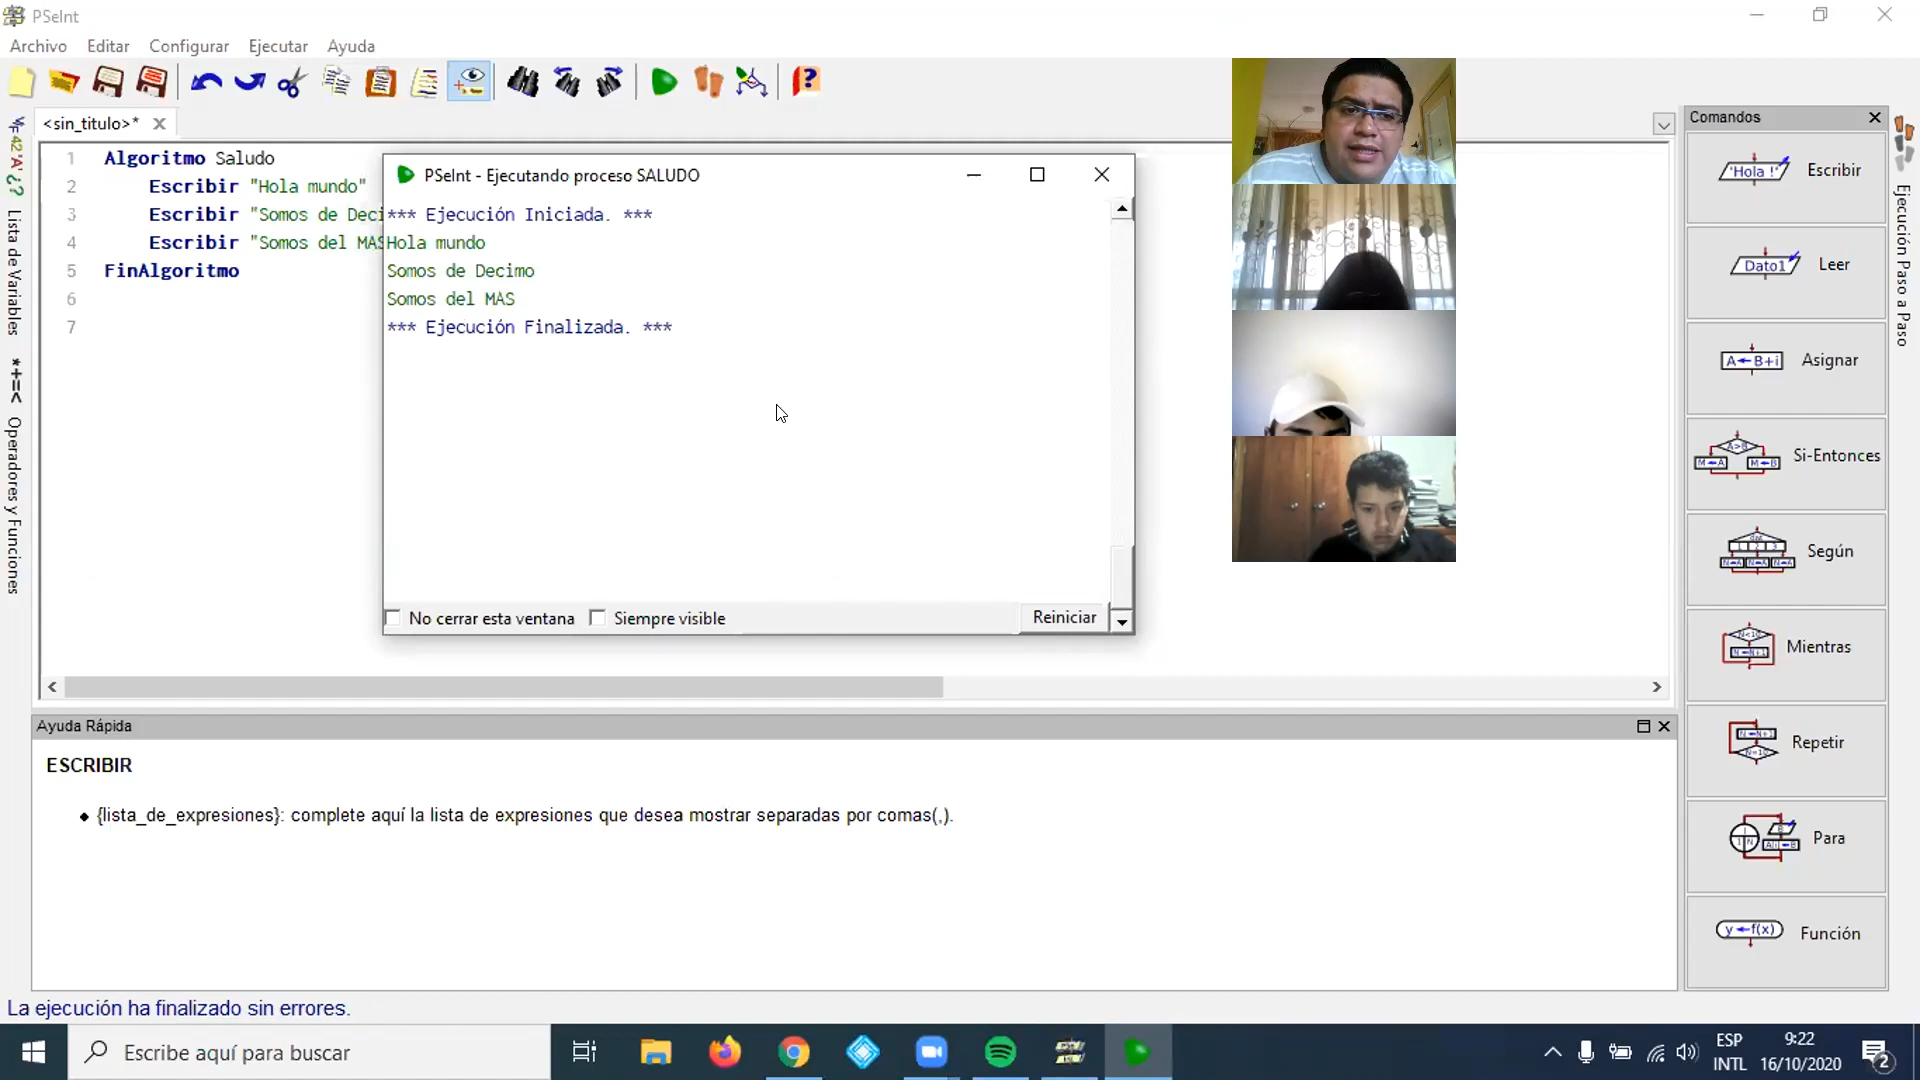 PSeInt
Archivo Editar Configurar Ejecutar Ayuda
<sin_titulo>*
1 Algoritmo Saludo
2 Escribir "Hola mundo"
3 Escribir "Somos de Deci
4 Escribir "Somos del MAS
5 FinAlgoritmo
6
7
PSeInt - Ejecutando proceso SALUDO
*** Ejecución Iniciada. ***
Hola mundo
Somos de Decimo
Somos del MAS
*** Ejecución Finalizada. ***
No cerrar esta ventana
Siempre visible
Reiniciar
Lista de Variables
*+=<
Operadores y Funciones
Comandos
'Hola !' Escribir
Dato1 Leer
A←B+i Asignar
A>B Si-Entonces
Según
Mientras
Repetir
Para
y←f(x) Función
Ejecución Paso a Paso
Ayuda Rápida
ESCRIBIR
{lista_de_expresiones}: complete aquí la lista de expresiones que desea mostrar separadas por comas(,).
La ejecución ha finalizado sin errores.
Escribe aquí para buscar
ESP
INTL
9:22
16/10/2020
2